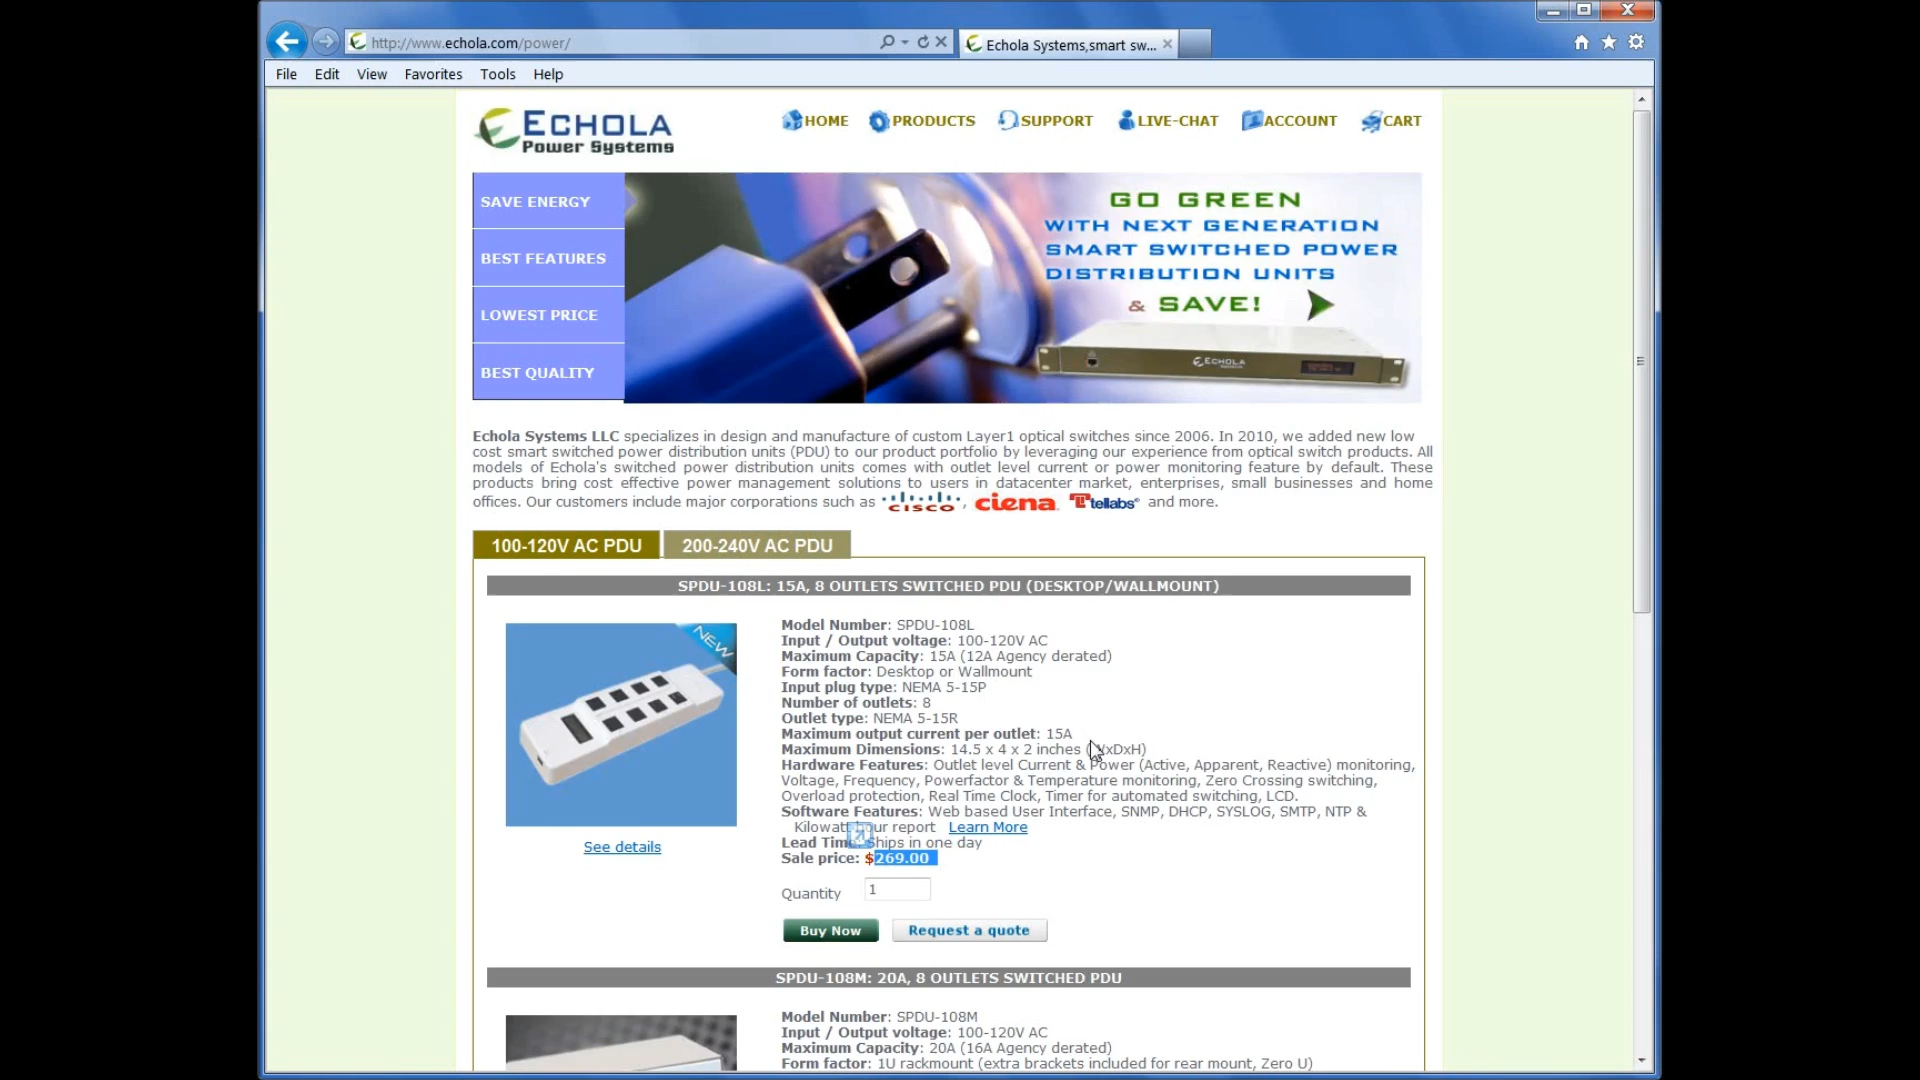 http://www.echola.com/power/
Echola Systems,smart sw...
File Edit View Favorites Tools Help
ECHOLA
Power Systems
HOME PRODUCTS SUPPORT LIVE-CHAT ACCOUNT CART
SAVE ENERGY
BEST FEATURES
LOWEST PRICE
BEST QUALITY
GO GREEN
WITH NEXT GENERATION
SMART SWITCHED POWER
DISTRIBUTION UNITS
& SAVE!
ECHOLA
Echola Systems LLC specializes in design and manufacture of custom Layer1 optical switches since 2006. In 2010, we added new low
cost smart switched power distribution units (PDU) to our product portfolio by leveraging our experience from optical switch products. All
models of Echola's switched power distribution units comes with outlet level current or power monitoring feature by default. These
products bring cost effective power management solutions to users in datacenter market, enterprises, small businesses and home
offices. Our customers include major corporations such as cisco, ciena. tellabs and more.
100-120V AC PDU 200-240V AC PDU
SPDU-108L: 15A, 8 OUTLETS SWITCHED PDU (DESKTOP/WALLMOUNT)
NEW
See details
Model Number: SPDU-108L
Input / Output voltage: 100-120V AC
Maximum Capacity: 15A (12A Agency derated)
Form factor: Desktop or Wallmount
Input plug type: NEMA 5-15P
Number of outlets: 8
Outlet type: NEMA 5-15R
Maximum output current per outlet: 15A
Maximum Dimensions: 14.5 x 4 x 2 inches (WxDxH)
Hardware Features: Outlet level Current & Power (Active, Apparent, Reactive) monitoring,
Voltage, Frequency, Powerfactor & Temperature monitoring, Zero Crossing switching,
Overload protection, Real Time Clock, Timer for automated switching, LCD.
Software Features: Web based User Interface, SNMP, DHCP, SYSLOG, SMTP, NTP &
Kilowatt hour report Learn More
Lead Time: Ships in one day
Sale price: $269.00
Quantity 1
Buy Now Request a quote
SPDU-108M: 20A, 8 OUTLETS SWITCHED PDU
Model Number: SPDU-108M
Input / Output voltage: 100-120V AC
Maximum Capacity: 20A (16A Agency derated)
Form factor: 1U rackmount (extra brackets included for rear mount, Zero U)